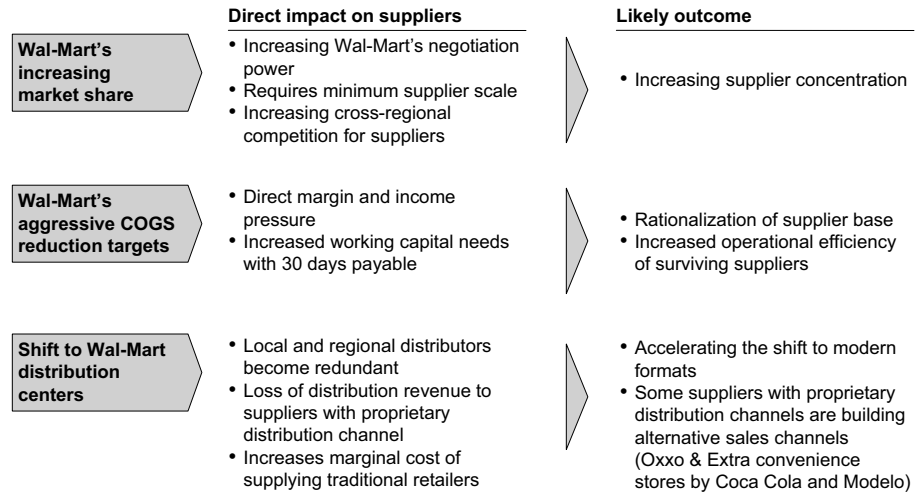 Direct impact on suppliers
Likely outcome
Wal-Mart's
increasing
market share
• Increasing Wal-Mart's negotiation
power
• Requires minimum supplier scale
• Increasing cross-regional
competition for suppliers
• Increasing supplier concentration
Wal-Mart's
aggressive COGS
reduction targets
• Direct margin and income
pressure
• Increased working capital needs
with 30 days payable
• Rationalization of supplier base
• Increased operational efficiency
of surviving suppliers
Shift to Wal-Mart
distribution
centers
• Local and regional distributors
become redundant
• Loss of distribution revenue to
suppliers with proprietary
distribution channel
• Increases marginal cost of
supplying traditional retailers
• Accelerating the shift to modern
formats
• Some suppliers with proprietary
distribution channels are building
alternative sales channels
(Oxxo & Extra convenience
stores by Coca Cola and Modelo)